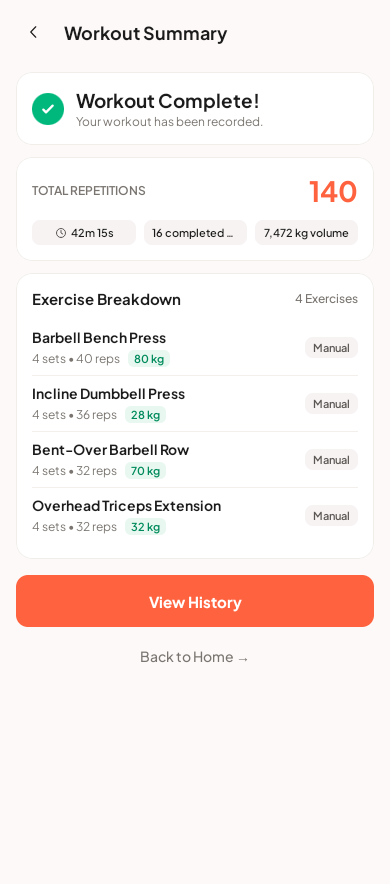 Workout Summary
Workout Complete!
Your workout has been recorded.
TOTAL REPETITIONS
140
42m 15s
16 completed ...
7,472 kg volume
Exercise Breakdown
4 Exercises
Barbell Bench Press
4 sets • 40 reps 80 kg
Manual
Incline Dumbbell Press
4 sets • 36 reps 28 kg
Manual
Bent-Over Barbell Row
4 sets • 32 reps 70 kg
Manual
Overhead Triceps Extension
4 sets • 32 reps 32 kg
Manual
View History
Back to Home →